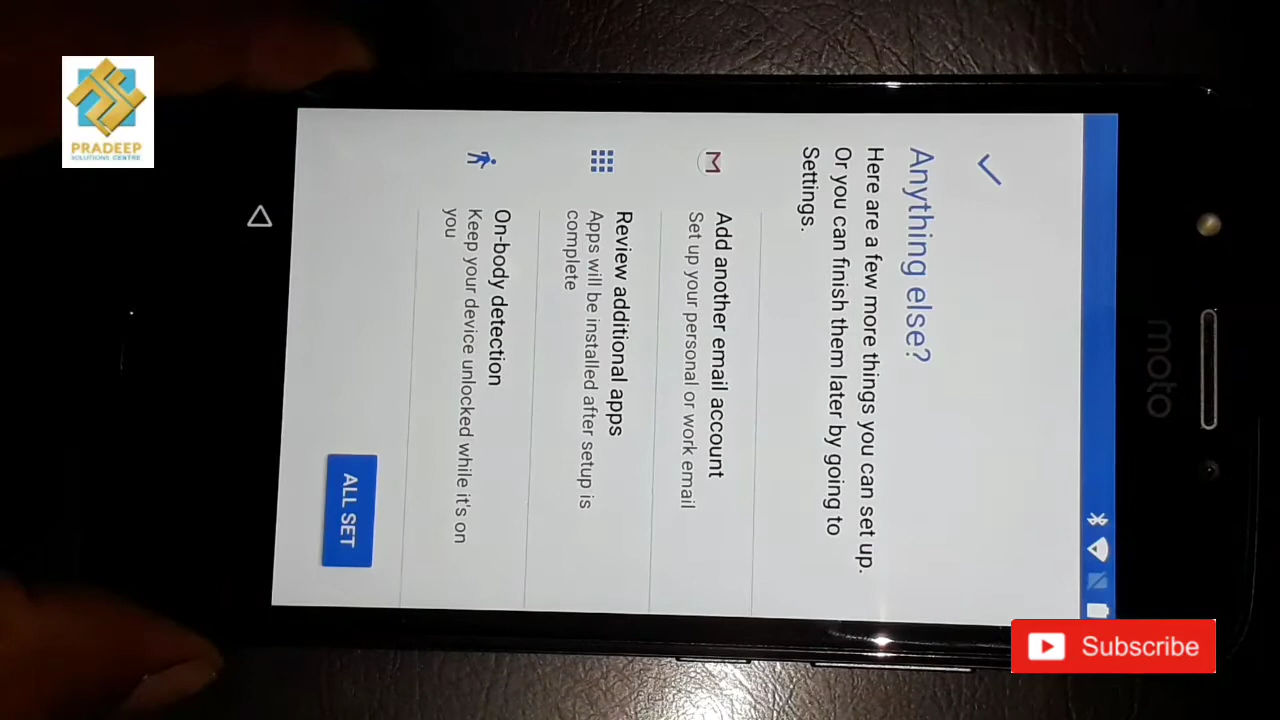 PRADEEP
SOLUTIONS CENTRE
moto
Anything else?
Here are a few more things you can set up.
Or you can finish them later by going to
Settings.
Add another email account
Set up your personal or work email
Review additional apps
Apps will be installed after setup is
complete
On-body detection
Keep your device unlocked while it's on
you
ALL SET
Subscribe